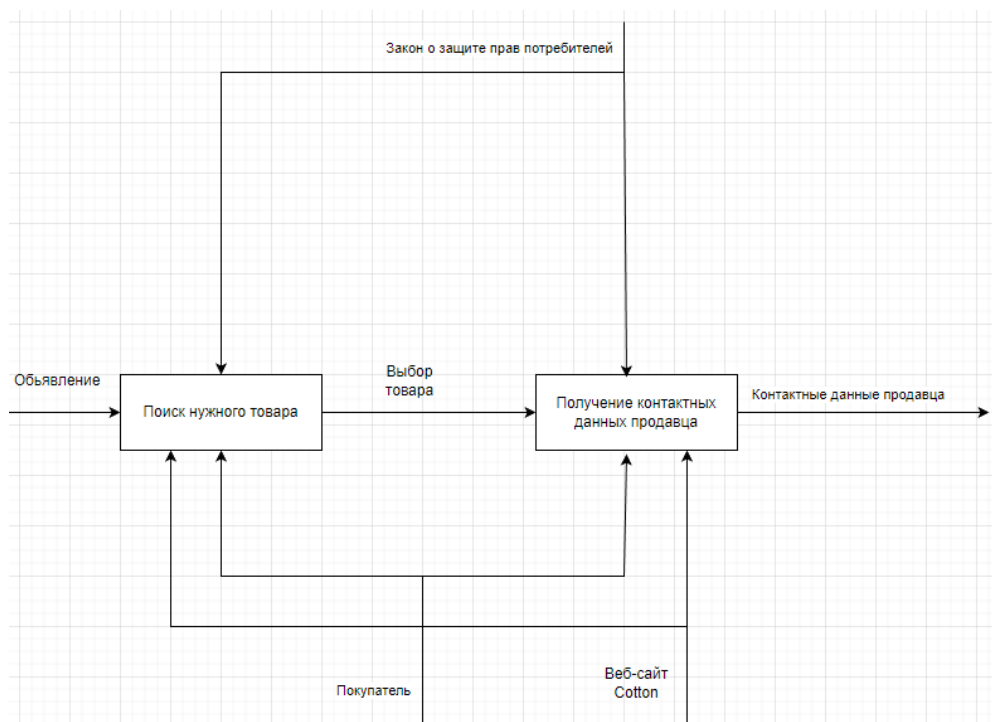 Закон о защите прав потребителей
Обьявление
Поиск нужного товара
Выбор
товара
Получение контактных
данных продавца
Контактные данные продавца
Покупатель
Веб-сайт
Cotton